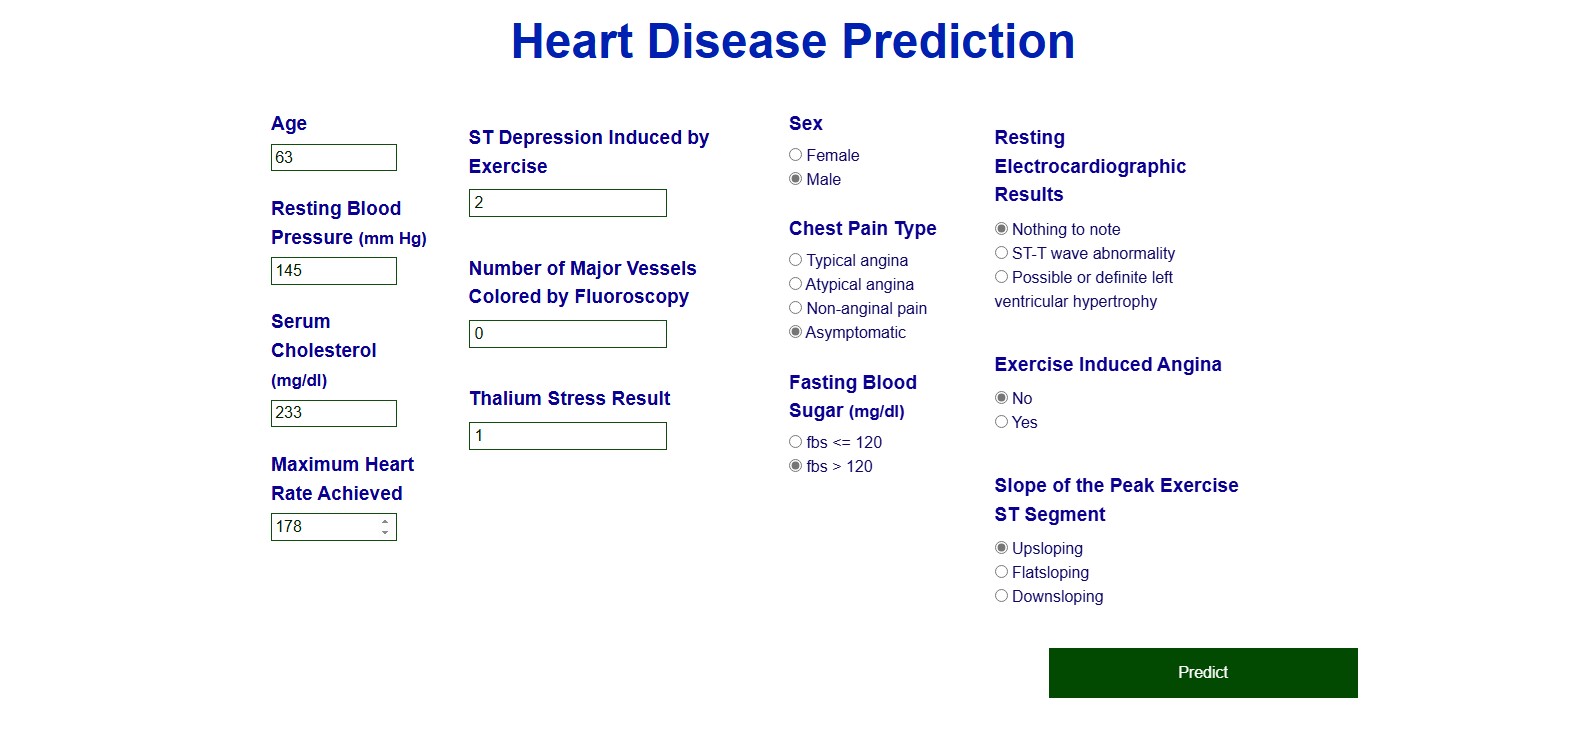 Heart Disease Prediction
Age
63
Resting Blood
Pressure (mm Hg)
145
Serum
Cholesterol
(mg/dl)
233
Maximum Heart
Rate Achieved
178
ST Depression Induced by
Exercise
2
Number of Major Vessels
Colored by Fluoroscopy
0
Thalium Stress Result
1
Sex
Female
Male
Chest Pain Type
Typical angina
Atypical angina
Non-anginal pain
Asymptomatic
Fasting Blood
Sugar (mg/dl)
fbs <= 120
fbs > 120
Resting
Electrocardiographic
Results
Nothing to note
ST-T wave abnormality
Possible or definite left
ventricular hypertrophy
Exercise Induced Angina
No
Yes
Slope of the Peak Exercise
ST Segment
Upsloping
Flatsloping
Downsloping
Predict